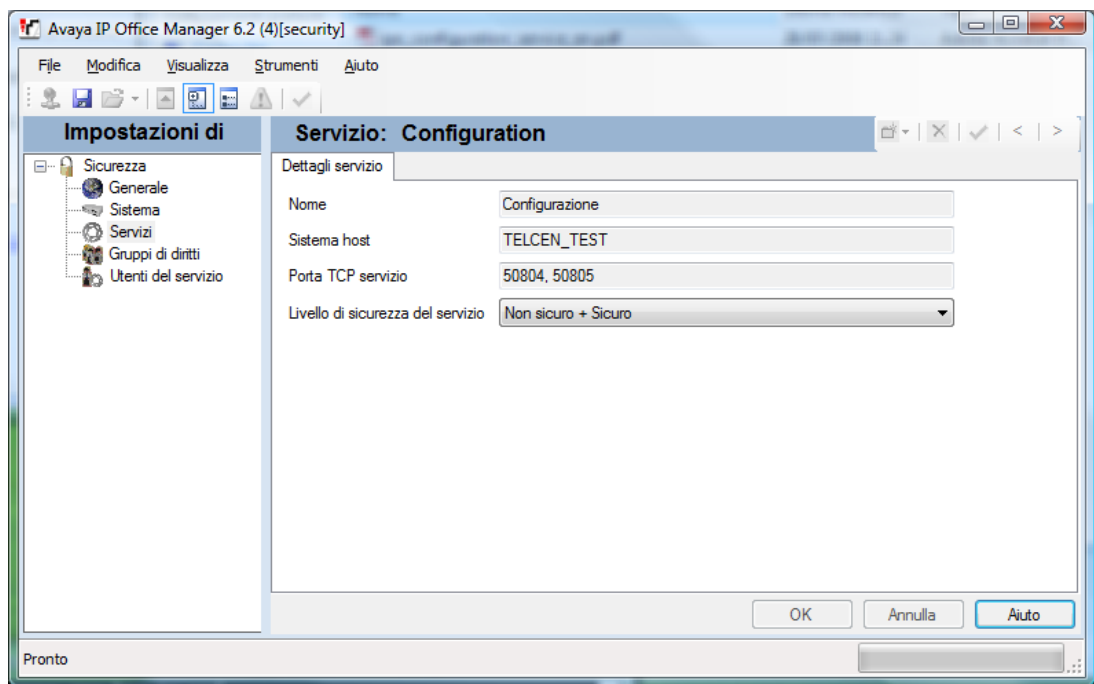 Avaya IP Office Manager 6.2 (4)[security]
File Modifica Visualizza Strumenti Aiuto
Impostazioni di
Servizio: Configuration
Sicurezza
Generale
Sistema
Servizi
Gruppi di diritti
Utenti del servizio
Dettagli servizio
Nome Configurazione
Sistema host TELCEN_TEST
Porta TCP servizio 50804, 50805
Livello di sicurezza del servizio Non sicuro + Sicuro
OK Annulla Aiuto
Pronto